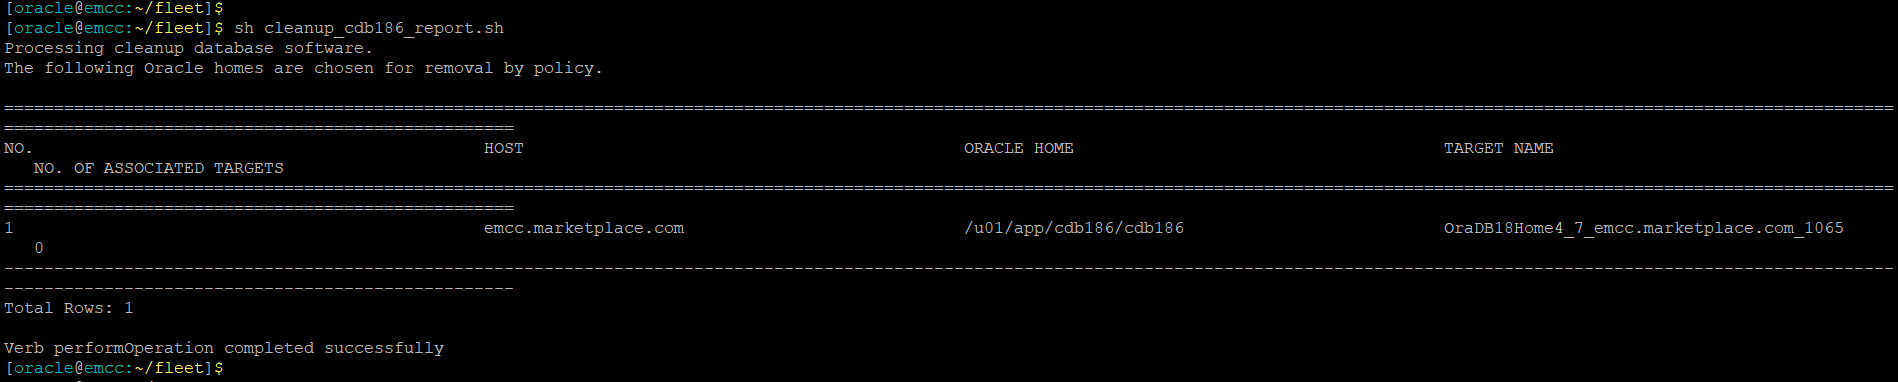 [oracle@emcc:~/fleet]$
[oracle@emcc:~/fleet]$ sh cleanup_cdb186_report.sh
Processing cleanup database software.
The following Oracle homes are chosen for removal by policy.
=============================================================================================================================================================================================
===================================================
NO. HOST ORACLE HOME TARGET NAME
NO. OF ASSOCIATED TARGETS
=============================================================================================================================================================================================
===================================================
1 emcc.marketplace.com /u01/app/cdb186/cdb186 OraDB18Home4_7_emcc.marketplace.com_1065
0
---------------------------------------------------------------------------------------------------------------------------------------------------------------------------------------------
---------------------------------------------------
Total Rows: 1
Verb performOperation completed successfully
[oracle@emcc:~/fleet]$